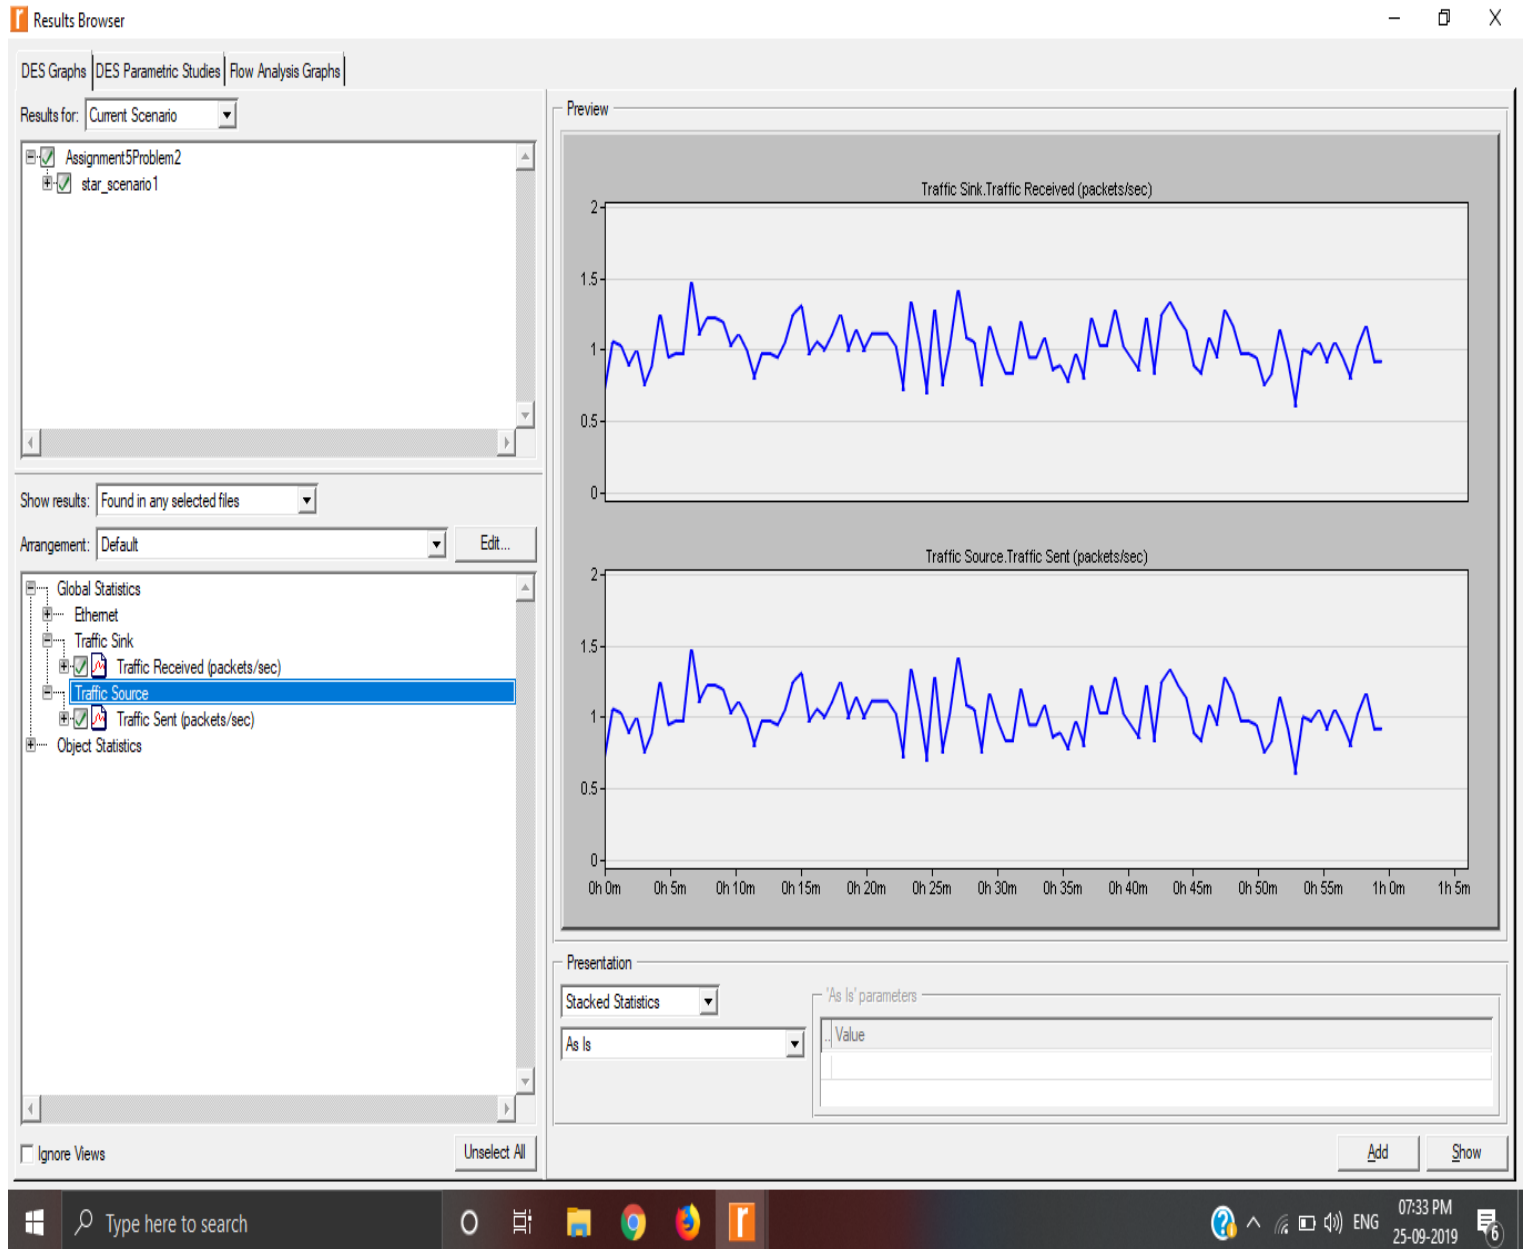 Results Browser
DES Graphs
DES Parametric Studies
Flow Analysis Graphs
Results for: Current Scenario
Assignment5Problem2
star_scenario1
Show results: Found in any selected files
Arrangement: Default
Edit...
Global Statistics
Ethernet
Traffic Sink
Traffic Received (packets/sec)
Traffic Source
Traffic Sent (packets/sec)
Object Statistics
Ignore Views
Unselect All
Preview
Traffic Sink.Traffic Received (packets/sec)
2
1.5
1
0.5
0
Traffic Source.Traffic Sent (packets/sec)
2
1.5
1
0.5
0
0h 0m 0h 5m 0h 10m 0h 15m 0h 20m 0h 25m 0h 30m 0h 35m 0h 40m 0h 45m 0h 50m 0h 55m 1h 0m 1h 5m
Presentation
Stacked Statistics
As Is
'As Is' parameters
.. Value
Add
Show
Type here to search
ENG
07:33 PM
25-09-2019
6